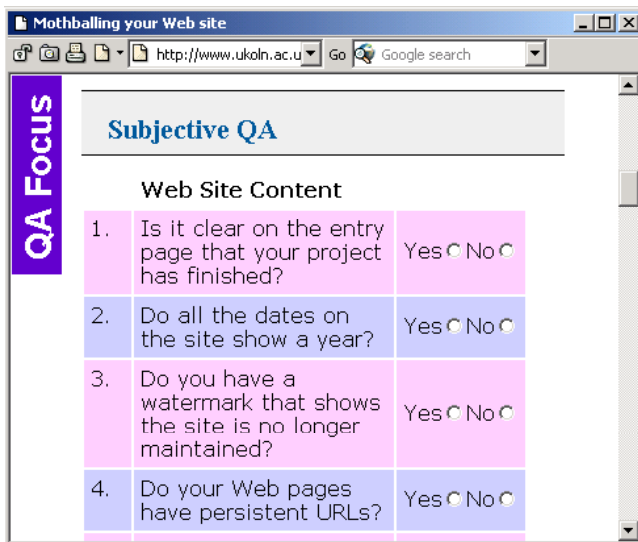 Mothballing your Web site
http://www.ukoln.ac.u Go Google search
QA Focus
Subjective QA
Web Site Content
1. Is it clear on the entry
page that your project
has finished?
Yes No
2. Do all the dates on
the site show a year?
Yes No
3. Do you have a
watermark that shows
the site is no longer
maintained?
Yes No
4. Do your Web pages
have persistent URLs?
Yes No